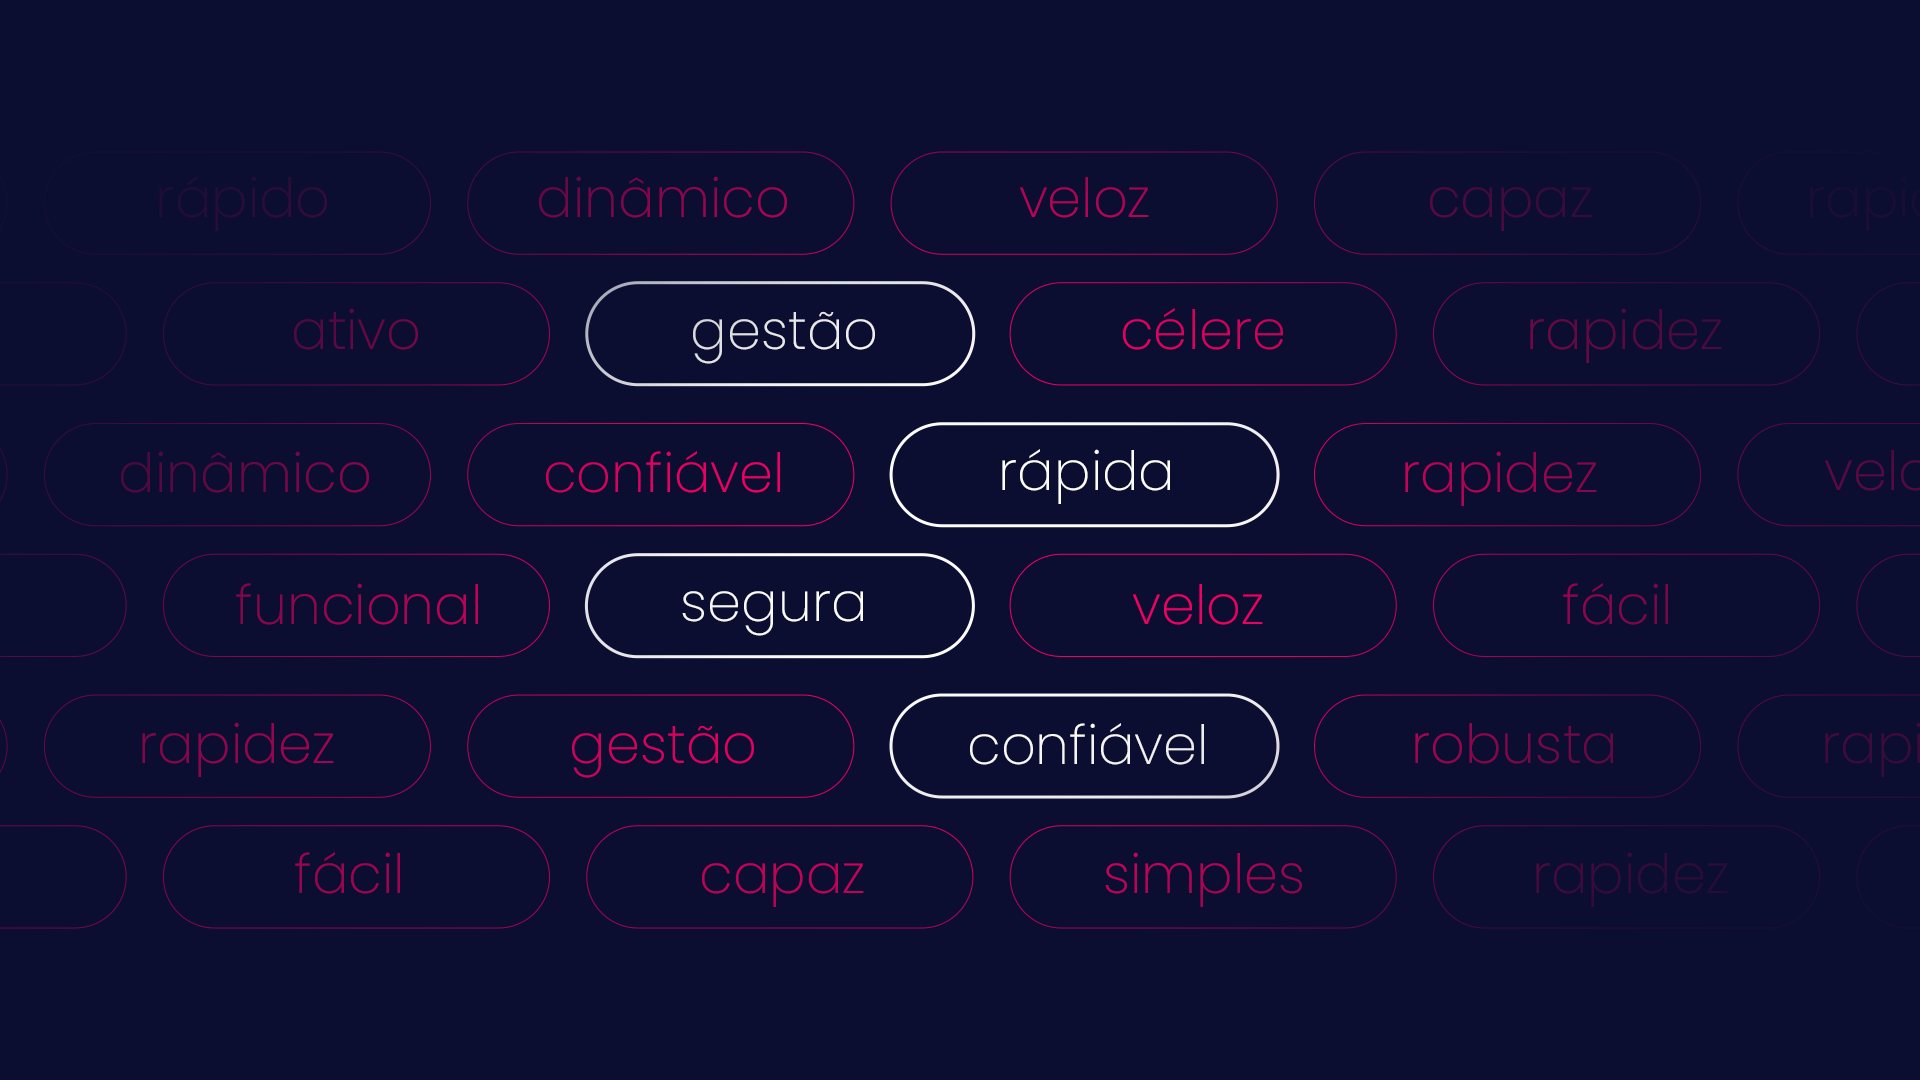 rápido dinâmico veloz capaz
ativo gestão célere rapidez
dinâmico confiável rápida rapidez
funcional segura veloz fácil
rapidez gestão confiável robusta
fácil capaz simples rapidez